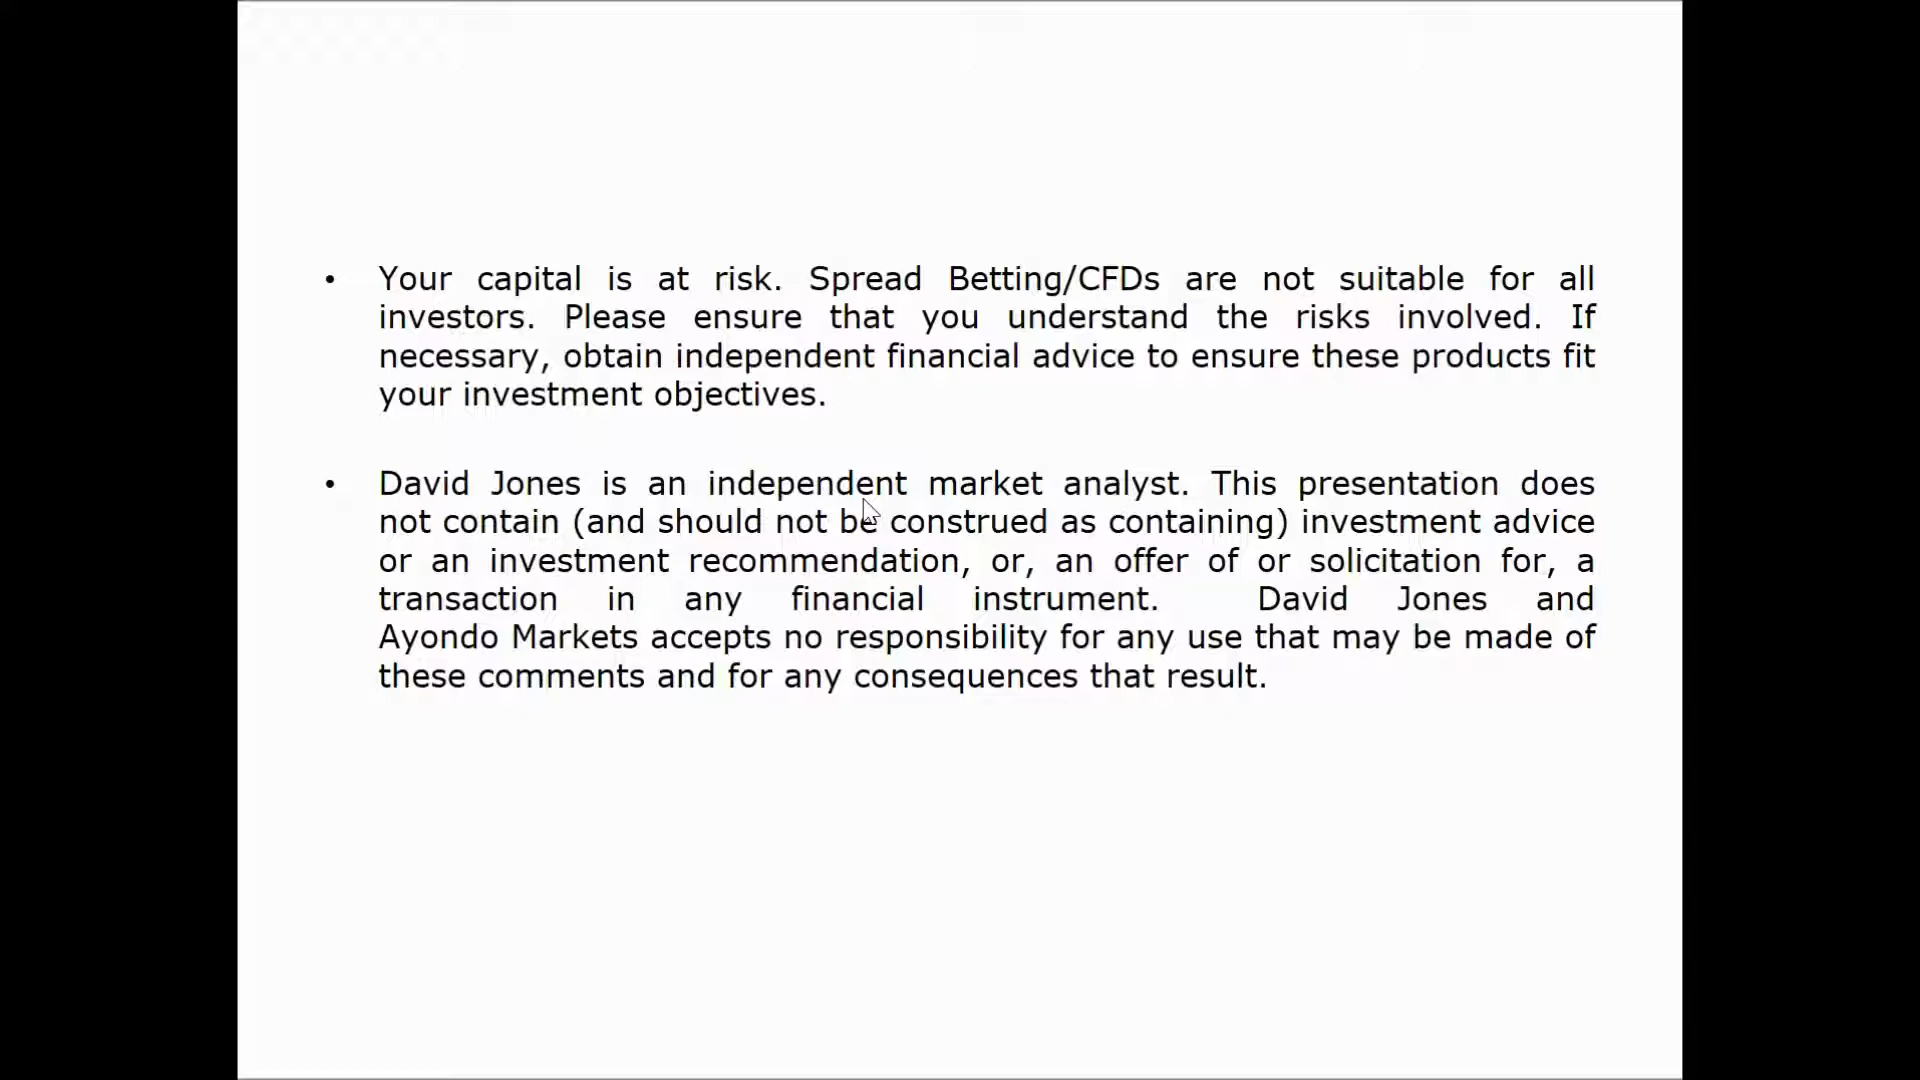 • Your capital is at risk. Spread Betting/CFDs are not suitable for all
investors. Please ensure that you understand the risks involved. If
necessary, obtain independent financial advice to ensure these products fit
your investment objectives.
• David Jones is an independent market analyst. This presentation does
not contain (and should not be construed as containing) investment advice
or an investment recommendation, or, an offer of or solicitation for, a
transaction in any financial instrument. David Jones and
Ayondo Markets accepts no responsibility for any use that may be made of
these comments and for any consequences that result.